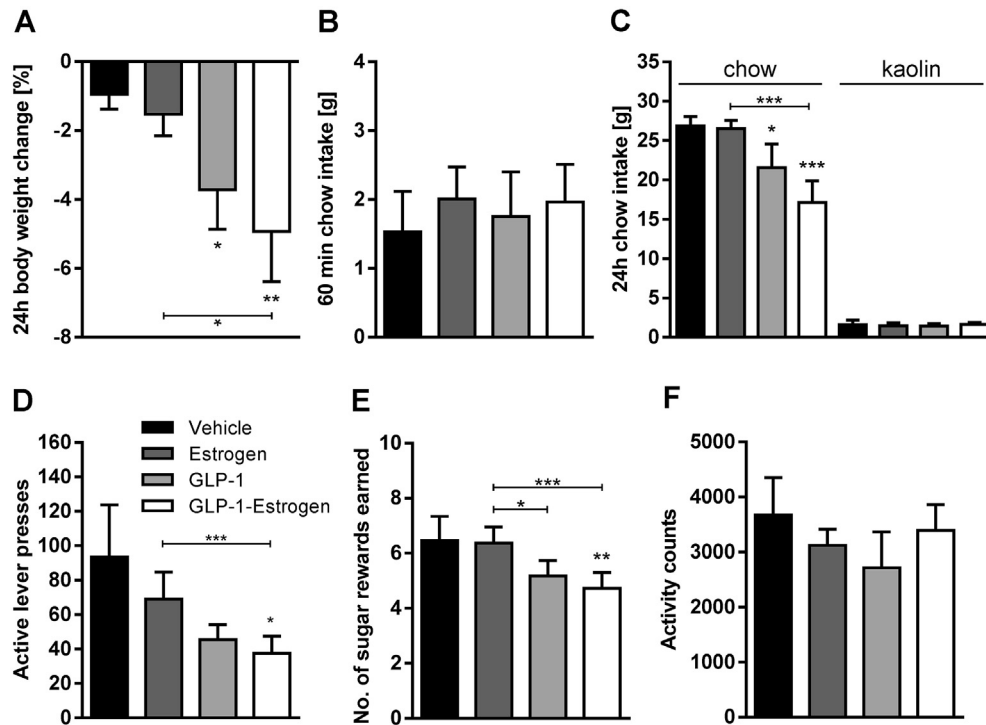 A
24h body weight change [%]
0
-2
-4
-6
-8
*
**
*
B
60 min chow intake [g]
4
3
2
1
0
C
24h chow intake [g]
chow
kaolin
35
30
25
20
15
10
5
0
***
*
***
D
Active lever presses
Vehicle
Estrogen
GLP-1
GLP-1-Estrogen
160
140
120
100
80
60
40
20
0
***
*
E
No. of sugar rewards earned
10
8
6
4
2
0
***
*
**
F
Activity counts
5000
4000
3000
2000
1000
0